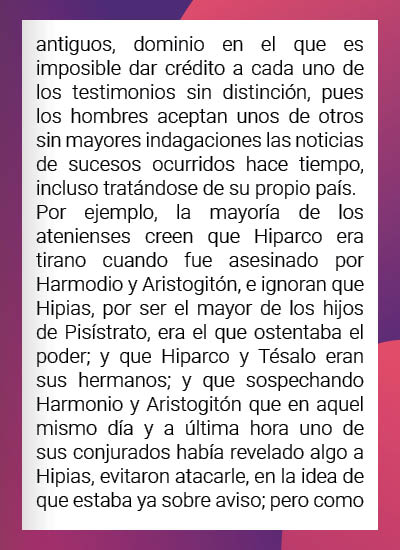 antiguos, dominio en el que es
imposible dar crédito a cada uno de
los testimonios sin distinción, pues
los hombres aceptan unos de otros
sin mayores indagaciones las noticias
de sucesos ocurridos hace tiempo,
incluso tratándose de su propio país.
Por ejemplo, la mayoría de los
atenienses creen que Hiparco era
tirano cuando fue asesinado por
Harmodio y Aristogitón, e ignoran que
Hipias, por ser el mayor de los hijos
de Pisístrato, era el que ostentaba el
poder; y que Hiparco y Tésalo eran
sus hermanos; y que sospechando
Harmonio y Aristogitón que en aquel
mismo día y a última hora uno de
sus conjurados había revelado algo a
Hipias, evitaron atacarle, en la idea de
que estaba ya sobre aviso; pero como